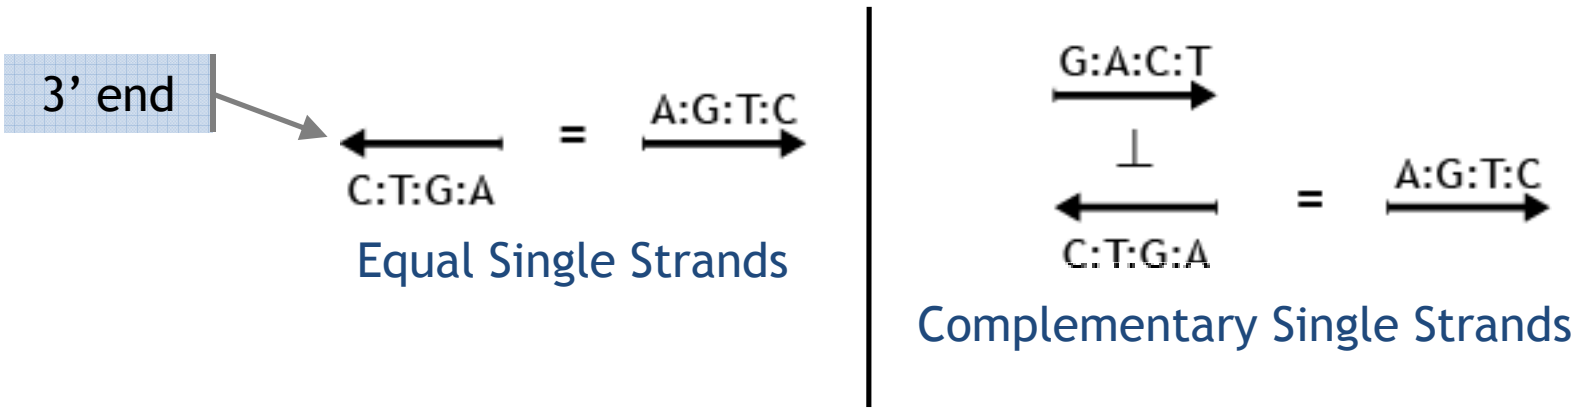 3’ end
C:T:G:A
=
A:G:T:C
Equal Single Strands
G:A:C:T
⊥
C:T:G:A
=
A:G:T:C
Complementary Single Strands